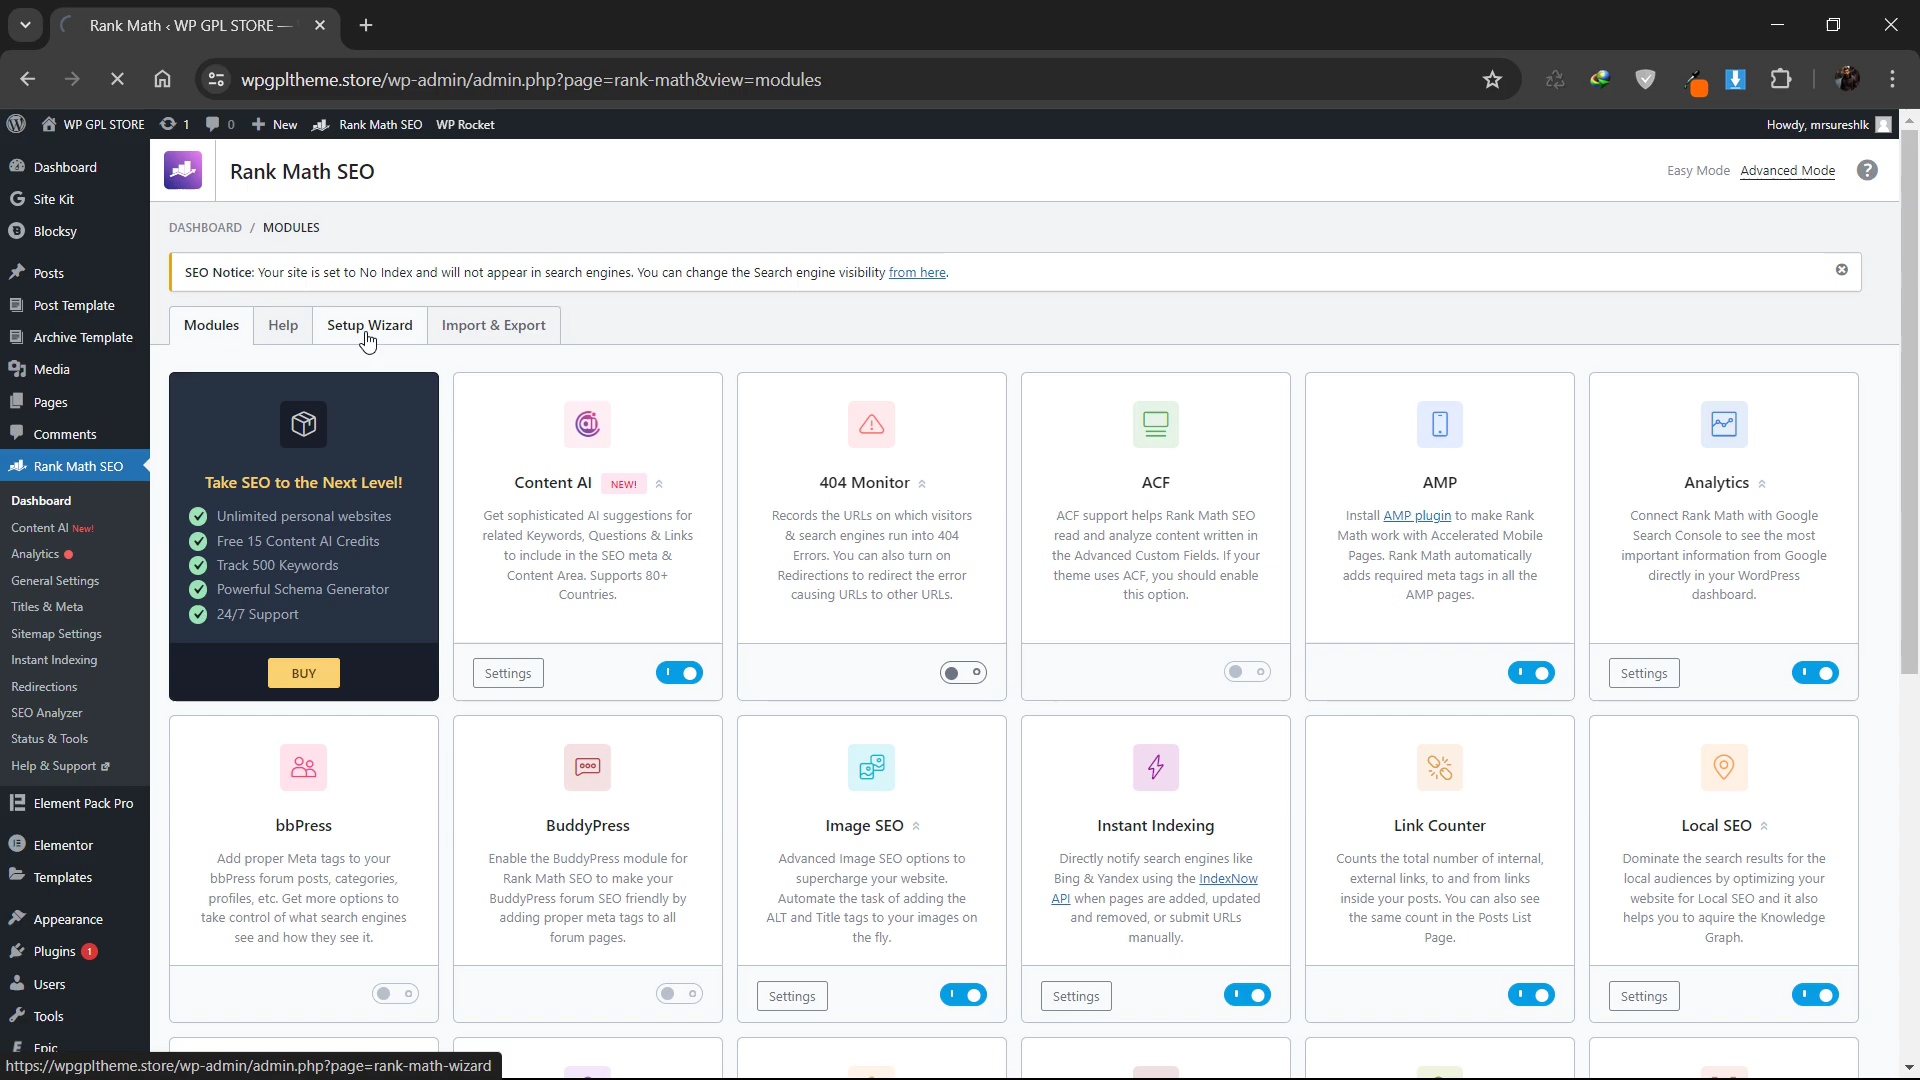 Rank Math ‹ WP GPL STORE —
wpgpltheme.store/wp-admin/admin.php?page=rank-math&view=modules
WP GPL STORE
1
0
New
Rank Math SEO
WP Rocket
Howdy, mrsureshlk
Dashboard
Site Kit
Blocksy
Posts
Post Template
Archive Template
Media
Pages
Comments
Rank Math SEO
Dashboard
Content AI New!
Analytics
General Settings
Titles & Meta
Sitemap Settings
Instant Indexing
Redirections
SEO Analyzer
Status & Tools
Help & Support
Element Pack Pro
Elementor
Templates
Appearance
Plugins 1
Users
Tools
Epic
Rank Math SEO
Easy Mode
Advanced Mode
?
DASHBOARD / MODULES
SEO Notice: Your site is set to No Index and will not appear in search engines. You can change the Search engine visibility from here.
Modules
Help
Setup Wizard
Import & Export
Take SEO to the Next Level!
Unlimited personal websites
Free 15 Content AI Credits
Track 500 Keywords
Powerful Schema Generator
24/7 Support
BUY
Content AI NEW!
Get sophisticated AI suggestions for
related Keywords, Questions & Links
to include in the SEO meta &
Content Area. Supports 80+
Countries.
Settings
404 Monitor
Records the URLs on which visitors
& search engines run into 404
Errors. You can also turn on
Redirections to redirect the error
causing URLs to other URLs.
ACF
ACF support helps Rank Math SEO
read and analyze content written in
the Advanced Custom Fields. If your
theme uses ACF, you should enable
this option.
AMP
Install AMP plugin to make Rank
Math work with Accelerated Mobile
Pages. Rank Math automatically
adds required meta tags in all the
AMP pages.
Analytics
Connect Rank Math with Google
Search Console to see the most
important information from Google
directly in your WordPress
dashboard.
Settings
bbPress
Add proper Meta tags to your
bbPress forum posts, categories,
profiles, etc. Get more options to
take control of what search engines
see and how they see it.
BuddyPress
Enable the BuddyPress module for
Rank Math SEO to make your
BuddyPress forum SEO friendly by
adding proper meta tags to all
forum pages.
Image SEO
Advanced Image SEO options to
supercharge your website.
Automate the task of adding the
ALT and Title tags to your images on
the fly.
Settings
Instant Indexing
Directly notify search engines like
Bing & Yandex using the IndexNow
API when pages are added, updated
and removed, or submit URLs
manually.
Settings
Link Counter
Counts the total number of internal,
external links, to and from links
inside your posts. You can also see
the same count in the Posts List
Page.
Local SEO
Dominate the search results for the
local audiences by optimizing your
website for Local SEO and it also
helps you to aquire the Knowledge
Graph.
Settings
https://wpgpltheme.store/wp-admin/admin.php?page=rank-math-wizard